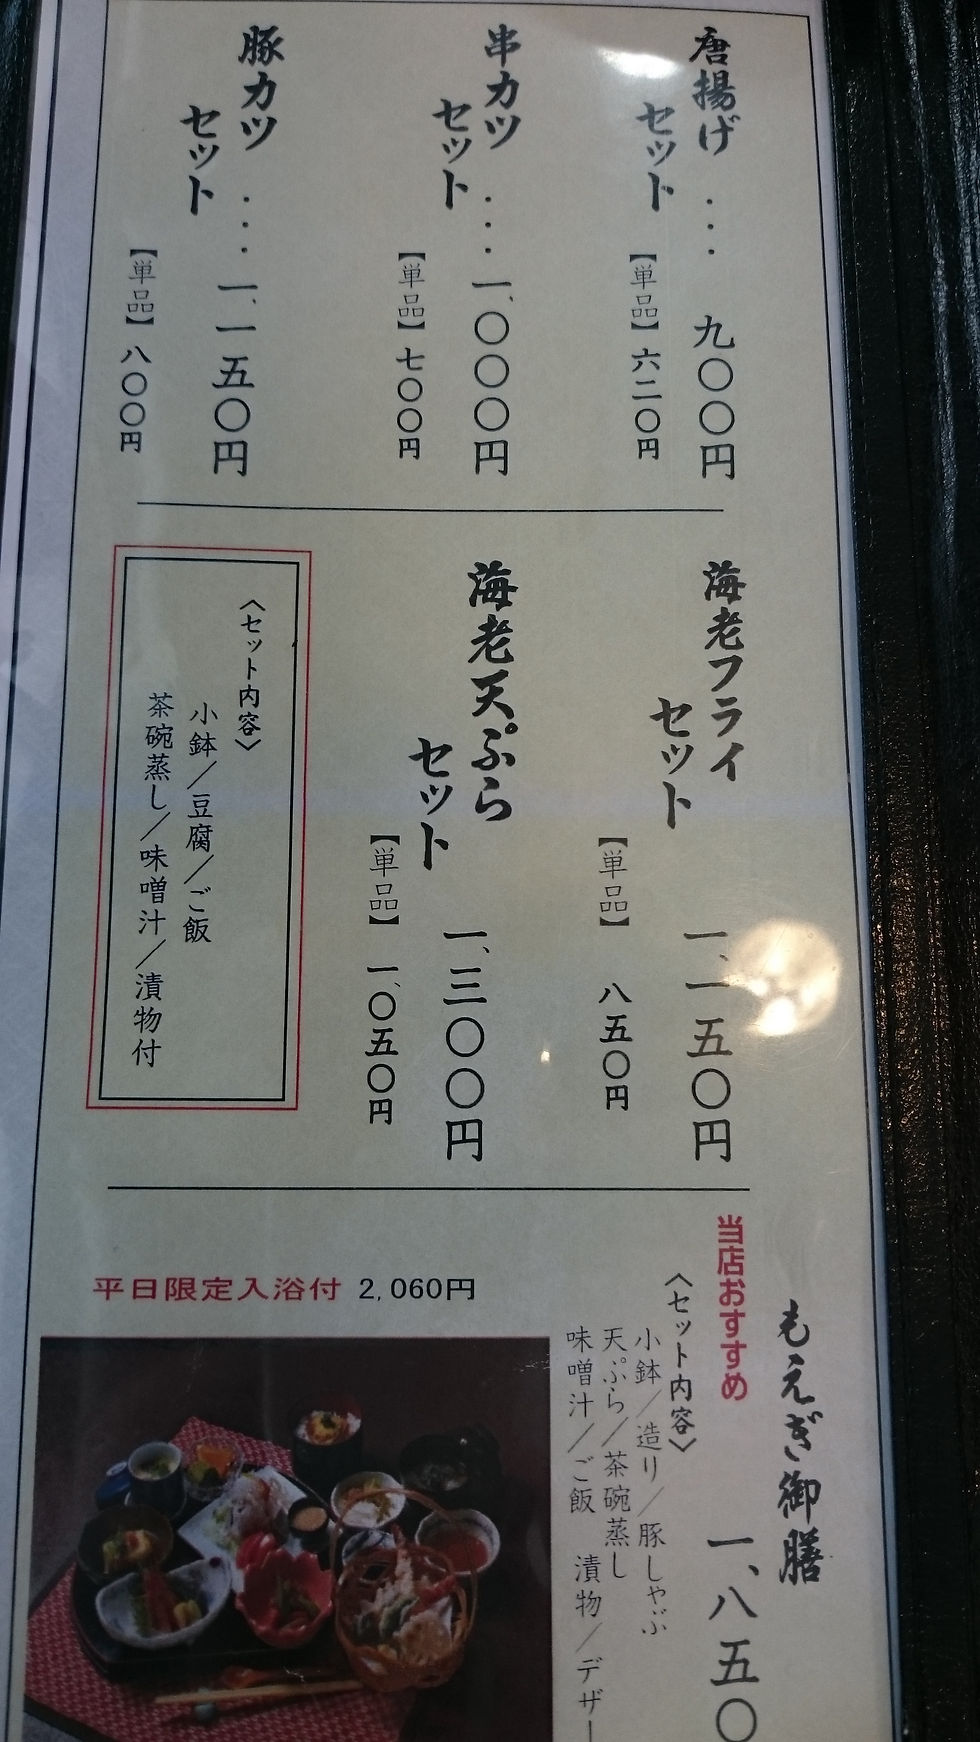 唐揚げ
セット
・・・ 九〇〇円
【単品】六二〇円
串カツ
セット
・・・一、〇〇〇円
【単品】七〇〇円
豚カツ
セット
・・・一、一五〇円
【単品】八〇〇円
海老フライ
セット
一、一五〇円
【単品】 八五〇円
海老天ぷら
セット
一、三〇〇円
【単品】 一、〇五〇円
〈セット内容〉
小鉢／豆腐／ご飯
茶碗蒸し／味噌汁／漬物付
もえぎ御膳
当店おすすめ
一、八五〇
〈セット内容〉
小鉢／造り／豚しゃぶ
天ぷら／茶碗蒸し
味噌汁／ご飯 漬物／デザー
平日限定入浴付 2,060円